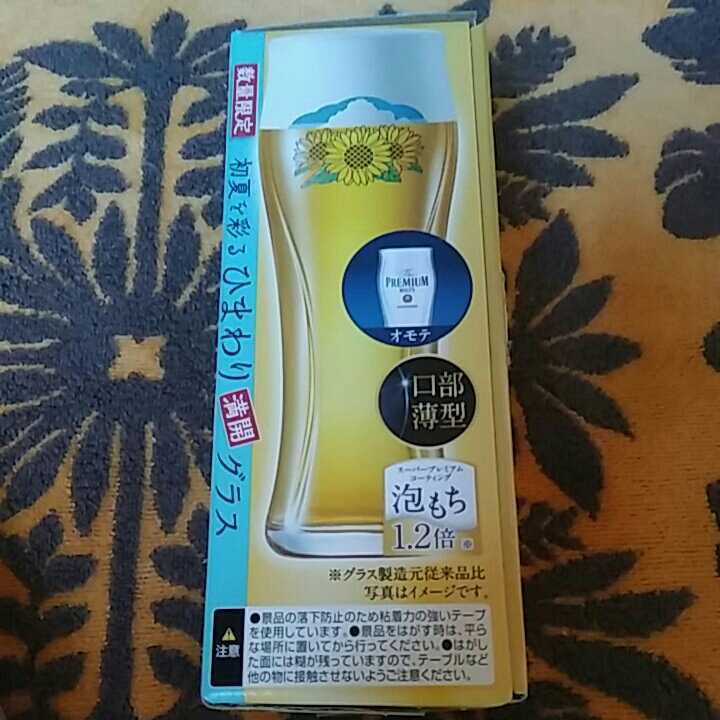 数量限定
初夏を彩るひまわり満開グラス
The
PREMIUM
MALT'S
オモテ
口部
薄型
スーパープレミアム
コーティング
泡もち
1.2倍※
※グラス製造元従来品比
写真はイメージです。
注意
●景品の落下防止のため粘着力の強いテープ
を使用しています。●景品をはがす時は、平ら
な場所に置いてから行ってください。●はがし
た面には糊が残っていますので、テーブルなど
他の物に接触させないようご注意ください。